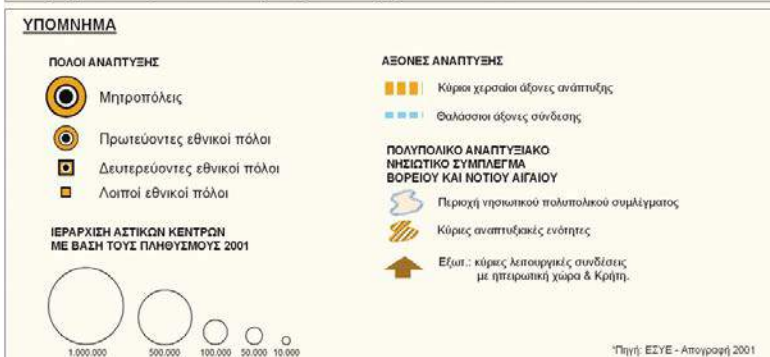 ΥΠΟΜΝΗΜΑ
ΠΟΛΟΙ ΑΝΑΠΤΥΞΗΣ
Μητροπόλεις
Πρωτεύοντες εθνικοί πόλοι
Δευτερεύοντες εθνικοί πόλοι
Λοιποί εθνικοί πόλοι
ΙΕΡΑΡΧΙΣΗ ΑΣΤΙΚΩΝ ΚΕΝΤΡΩΝ
ΜΕ ΒΑΣΗ ΤΟΥΣ ΠΛΗΘΥΣΜΟΥΣ 2001
1.000.000 500.000 100.000 50.000 10.000
ΑΞΟΝΕΣ ΑΝΑΠΤΥΞΗΣ
Κύριοι χερσαίοι άξονες ανάπτυξης
Θαλάσσιοι άξονες σύνδεσης
ΠΟΛΥΠΟΛΙΚΟ ΑΝΑΠΤΥΞΙΑΚΟ
ΝΗΣΙΩΤΙΚΟ ΣΥΜΠΛΕΓΜΑ
ΒΟΡΕΙΟΥ ΚΑΙ ΝΟΤΙΟΥ ΑΙΓΑΙΟΥ
Περιοχή νησιωτικού πολυπολικού συμλέγματος
Κύριες αναπτυξιακές ενότητες
Εξωτ.: κύριες λειτουργικές συνδέσεις
με ηπειρωτική χώρα & Κρήτη.
*Πηγή: ΕΣΥΕ - Απογραφή 2001